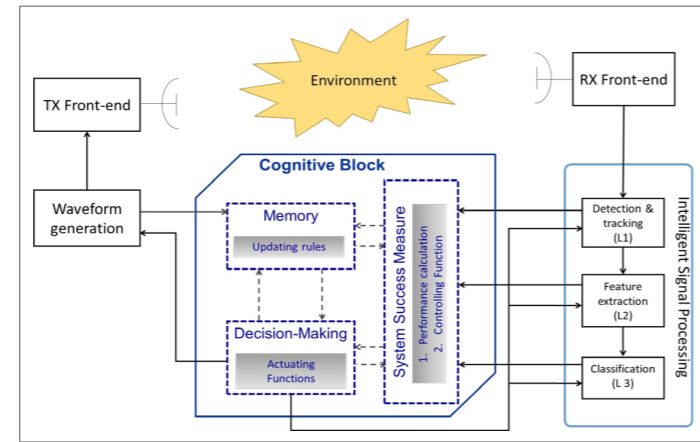 Environment
TX Front-end
RX Front-end
Cognitive Block
Waveform
generation
Memory
Updating rules
Decision-Making
Actuating
Functions
System Success Measure
1. Performance calculation
2. Controlling Function
Detection &
tracking
(L1)
Feature
extraction
(L2)
Classification
(L 3)
Intelligent Signal Processing